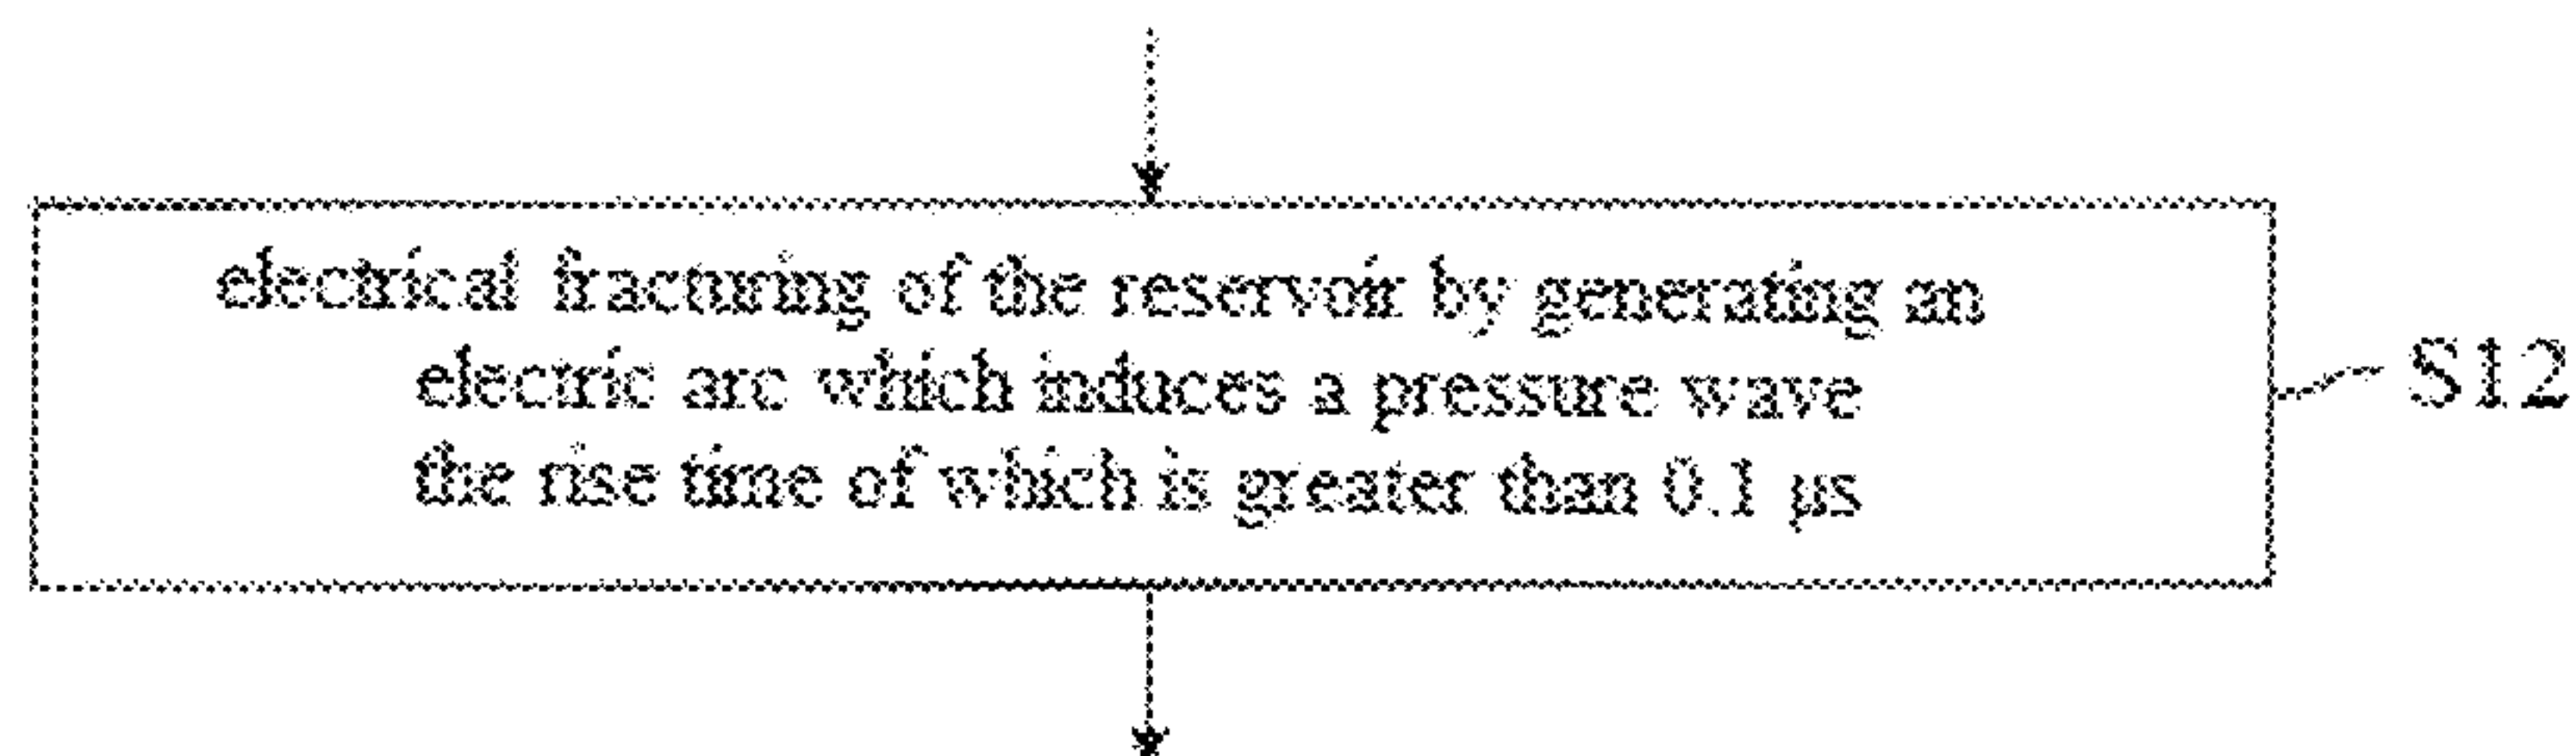 electrical fracturing of the reservoir by generating an
electric arc which induces a pressure wave
the rise time of which is greater than 0.1 µs
S12